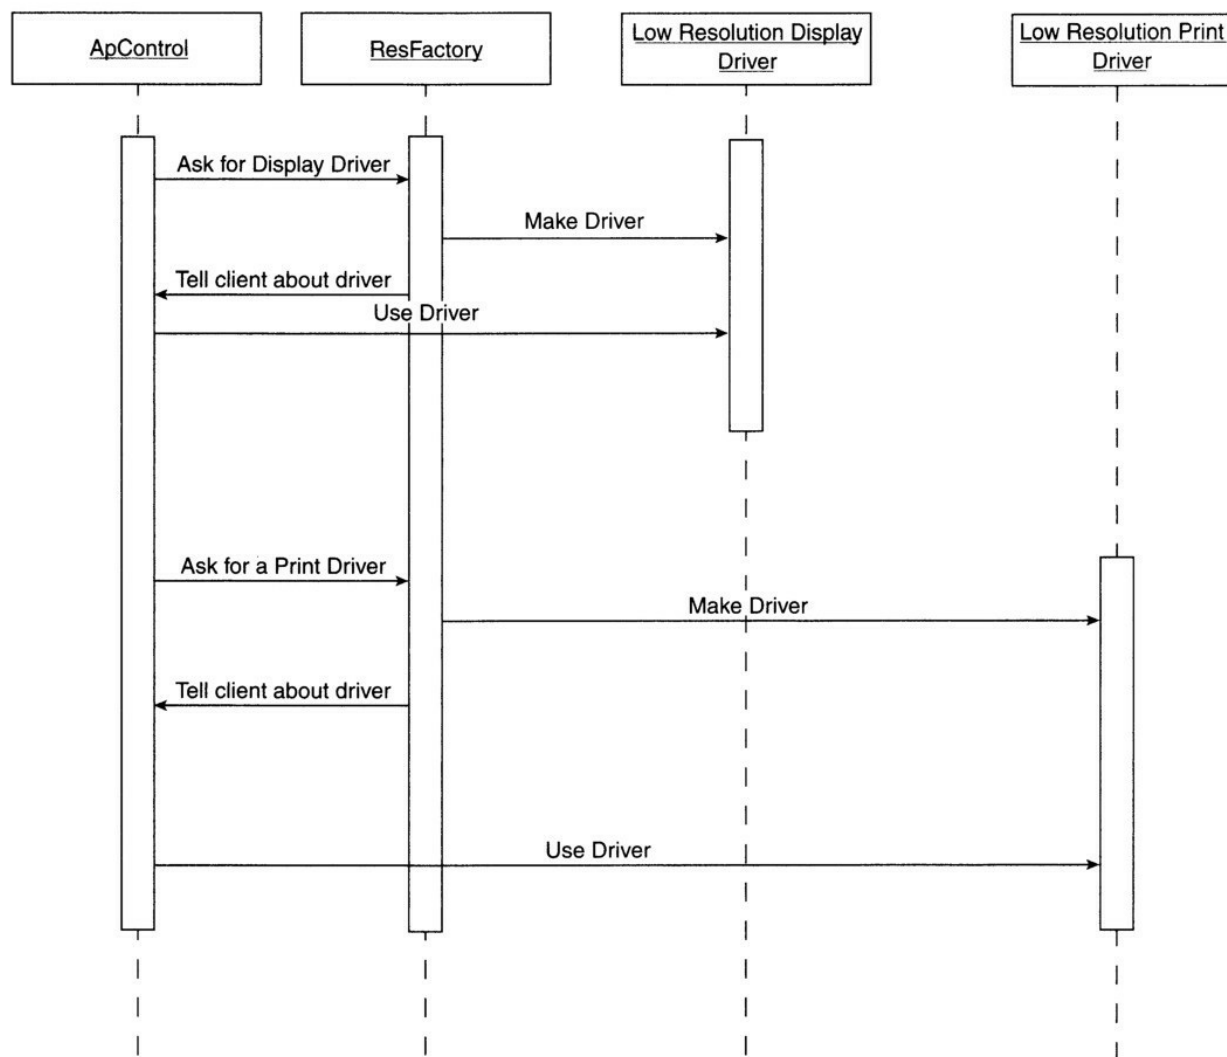 ApControl
ResFactory
Low Resolution Display
Driver
Low Resolution Print
Driver
Ask for Display Driver
Make Driver
Tell client about driver
Use Driver
Ask for a Print Driver
Make Driver
Tell client about driver
Use Driver